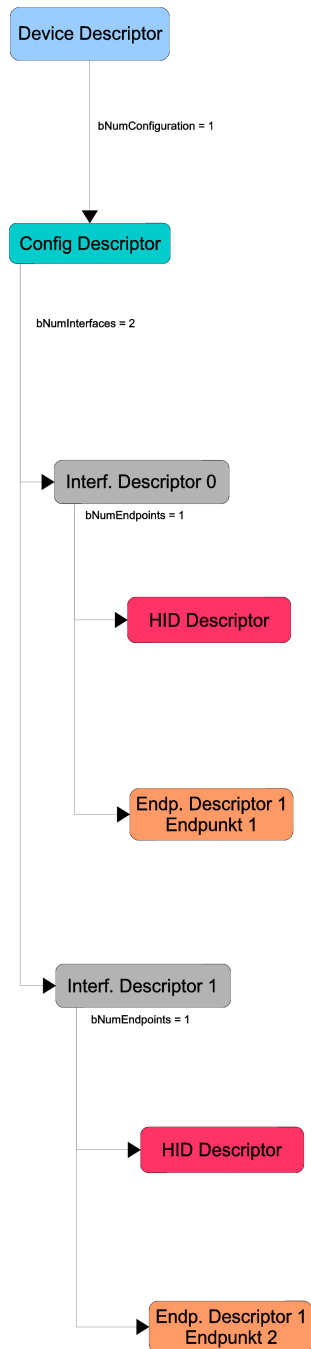 Device Descriptor
bNumConfiguration = 1
Config Descriptor
bNumInterfaces = 2
Interf. Descriptor 0
bNumEndpoints = 1
HID Descriptor
Endp. Descriptor 1
Endpunkt 1
Interf. Descriptor 1
bNumEndpoints = 1
HID Descriptor
Endp. Descriptor 1
Endpunkt 2